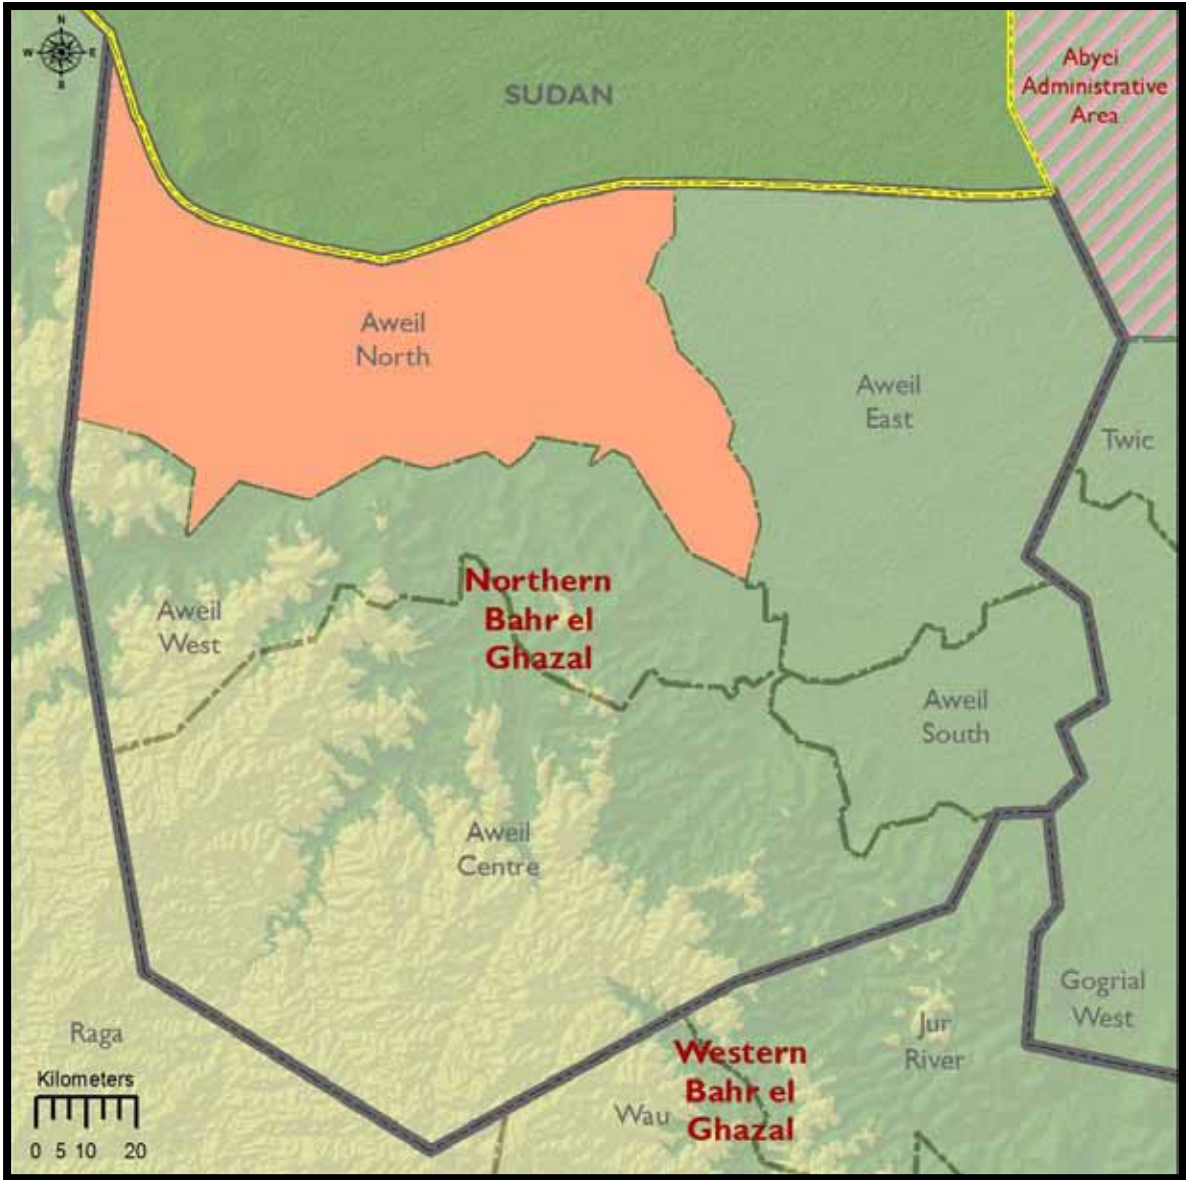 N
W E
S
SUDAN
Abyei
Administrative
Area
Aweil
North
Aweil
East
Twic
Northern
Bahr el
Ghazal
Aweil
West
Aweil
South
Aweil
Centre
Gogrial
West
Raga
Jur
River
Western
Bahr el
Ghazal
Wau
Kilometers
0 5 10 20